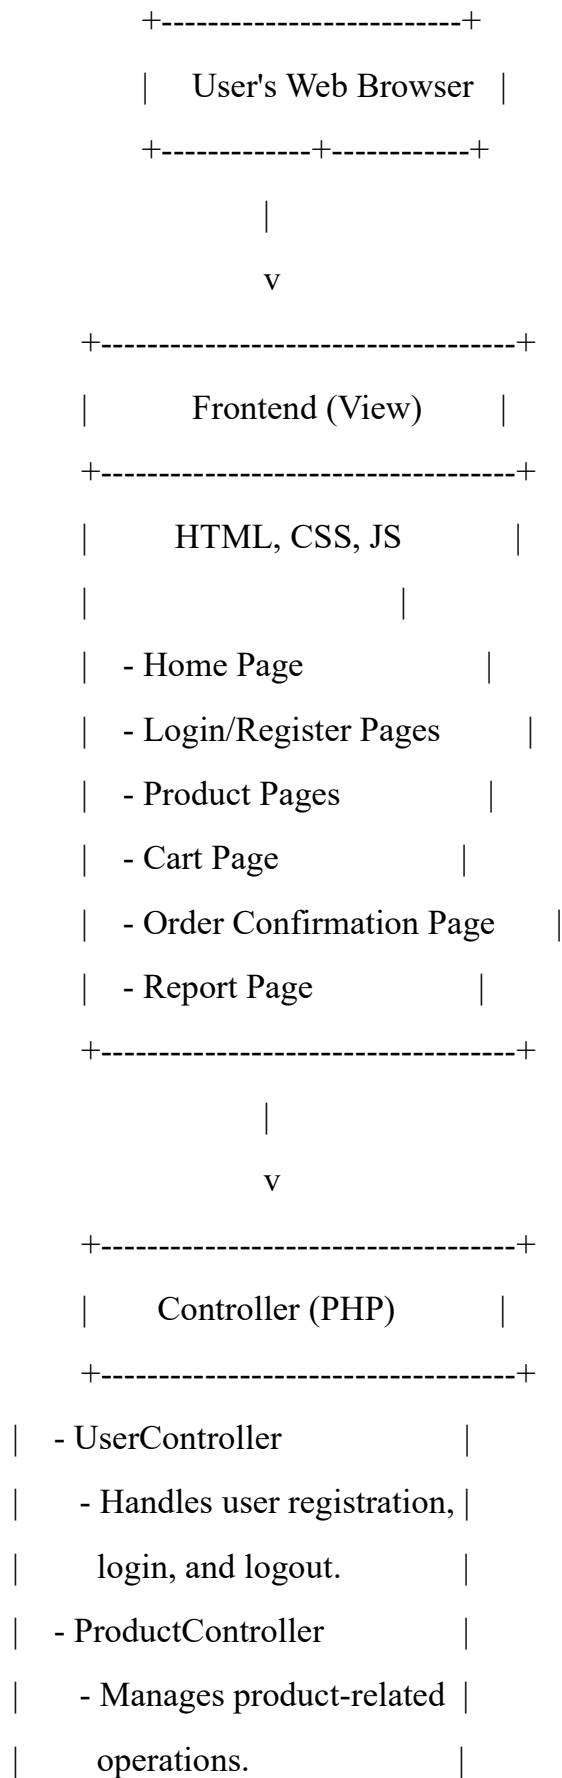 +--------------------------+
| User's Web Browser |
+-------------+------------+
|
v
+------------------------------------+
| Frontend (View) |
+------------------------------------+
| HTML, CSS, JS |
| |
| - Home Page |
| - Login/Register Pages |
| - Product Pages |
| - Cart Page |
| - Order Confirmation Page |
| - Report Page |
+------------------------------------+
|
v
+------------------------------------+
| Controller (PHP) |
+------------------------------------+
| - UserController |
| - Handles user registration, |
| login, and logout. |
| - ProductController |
| - Manages product-related |
| operations. |